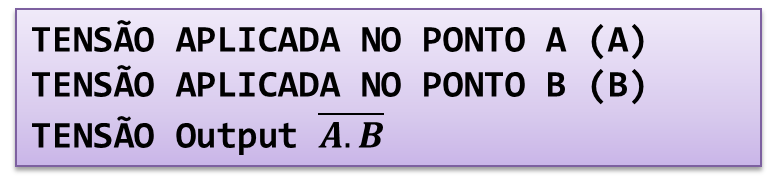 TENSÃO APLICADA NO PONTO A (A)
TENSÃO APLICADA NO PONTO B (B)
TENSÃO Output $\overline{A.B}$